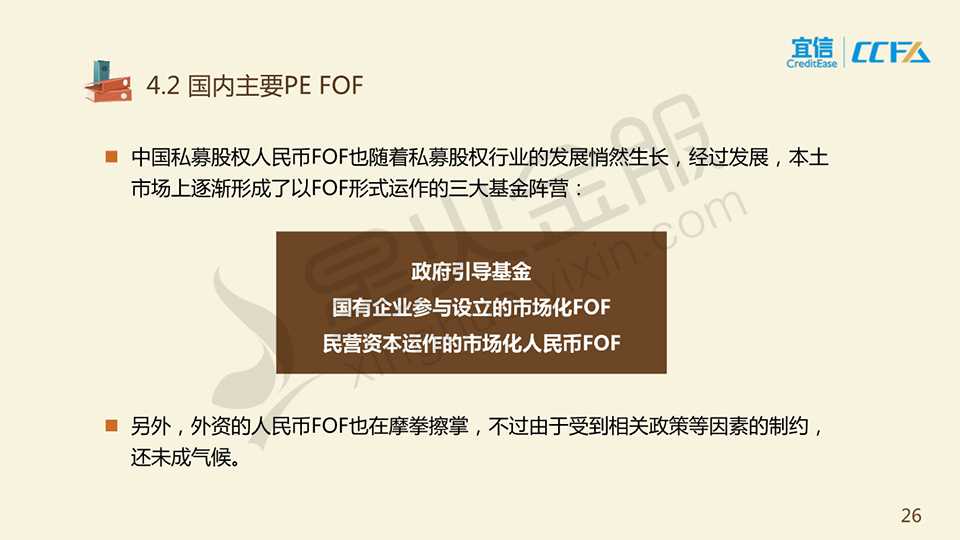 宜信
CreditEase
CCFA
4.2 国内主要PE FOF
中国私募股权人民币FOF也随着私募股权行业的发展悄然生长，经过发展，本土
市场上逐渐形成了以FOF形式运作的三大基金阵营：
政府引导基金
国有企业参与设立的市场化FOF
民营资本运作的市场化人民币FOF
另外，外资的人民币FOF也在摩拳擦掌，不过由于受到相关政策等因素的制约，
还未成气候。
星火金服
26